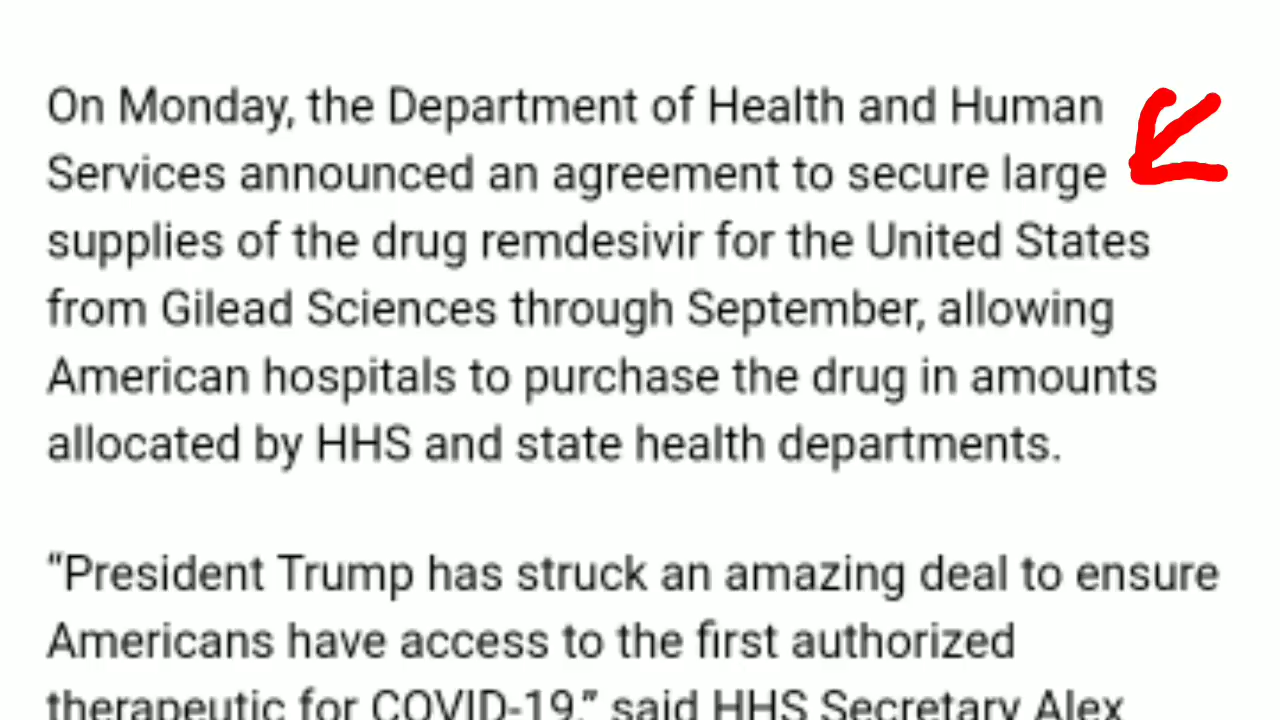 On Monday, the Department of Health and Human
Services announced an agreement to secure large
supplies of the drug remdesivir for the United States
from Gilead Sciences through September, allowing
American hospitals to purchase the drug in amounts
allocated by HHS and state health departments.
“President Trump has struck an amazing deal to ensure
Americans have access to the first authorized
therapeutic for COVID-19,” said HHS Secretary Alex